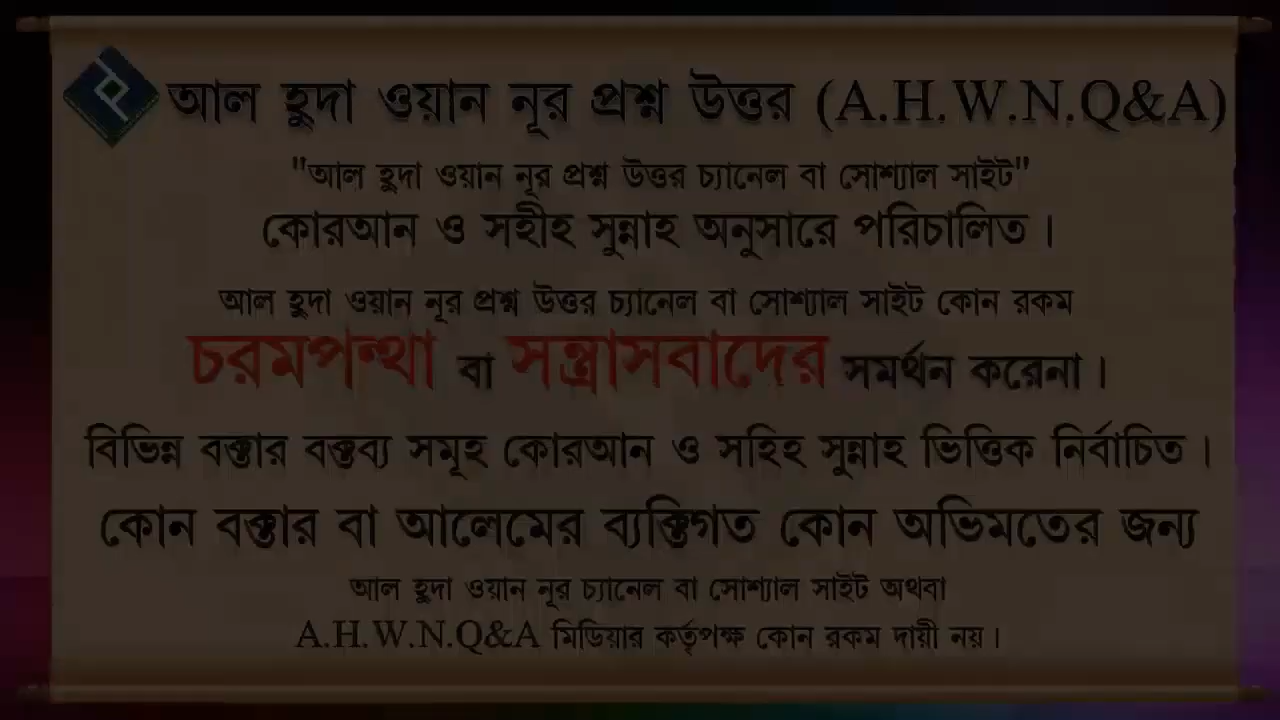 আল হুদা ওয়ান নূর প্রশ্ন উত্তর (A.H.W.N.Q&A)
"আল হুদা ওয়ান নূর প্রশ্ন উত্তর চ্যানেল বা সোশ্যাল সাইট"
কোরআন ও সহীহ সুন্নাহ অনুসারে পরিচালিত।
আল হুদা ওয়ান নূর প্রশ্ন উত্তর চ্যানেল বা সোশ্যাল সাইট কোন রকম
চরমপন্থা বা সন্ত্রাসবাদের সমর্থন করেনা।
বিভিন্ন বক্তার বক্তব্য সমূহ কোরআন ও সহিহ সুন্নাহ ভিত্তিক নির্বাচিত।
কোন বক্তার বা আলেমের ব্যক্তিগত কোন অভিমতের জন্য
আল হুদা ওয়ান নূর চ্যানেল বা সোশ্যাল সাইট অথবা
A.H.W.N.Q&A মিডিয়ার কর্তৃপক্ষ কোন রকম দায়ী নয়।